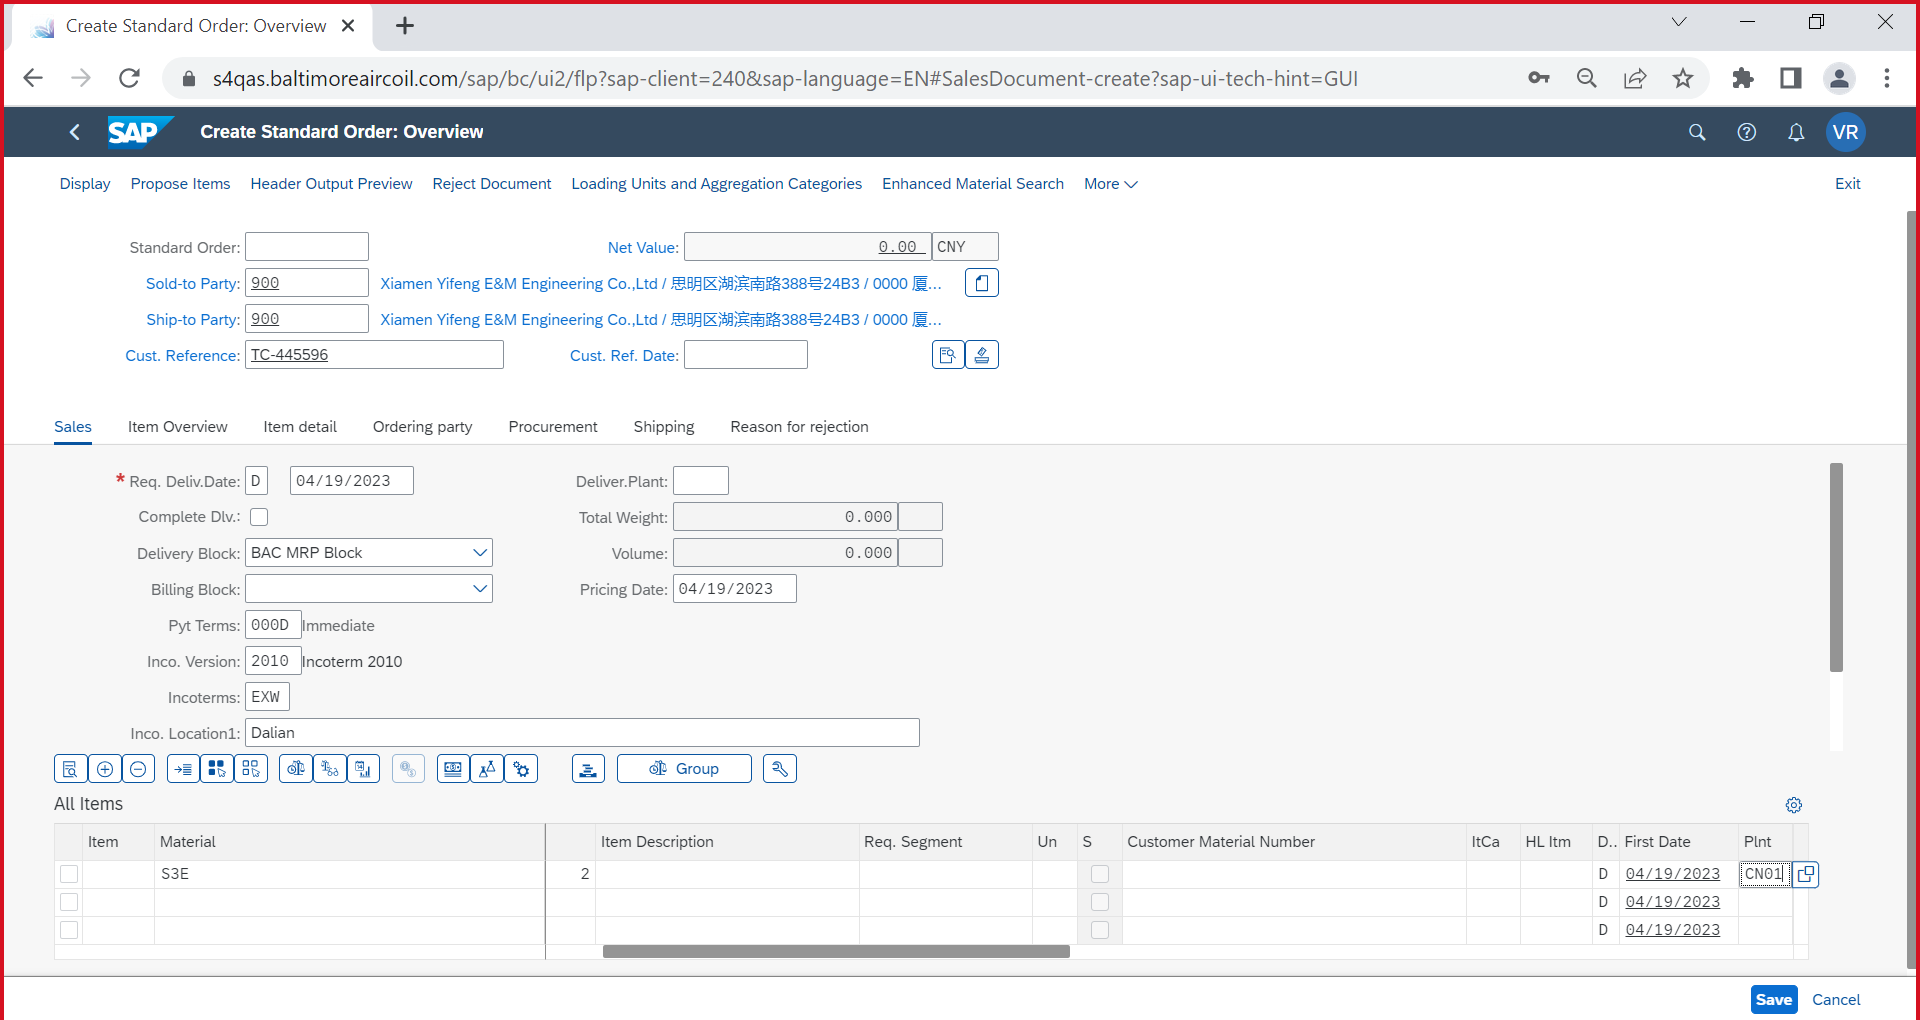 Create Standard Order: Overview
s4qas.baltimoreaircoil.com/sap/bc/ui2/flp?sap-client=240&sap-language=EN#SalesDocument-create?sap-ui-tech-hint=GUI
SAP Create Standard Order: Overview VR
Display Propose Items Header Output Preview Reject Document Loading Units and Aggregation Categories Enhanced Material Search More Exit
Standard Order: Net Value: 0.00 CNY
Sold-to Party: 900 Xiamen Yifeng E&M Engineering Co.,Ltd / 思明区湖滨南路388号24B3 / 0000 厦...
Ship-to Party: 900 Xiamen Yifeng E&M Engineering Co.,Ltd / 思明区湖滨南路388号24B3 / 0000 厦...
Cust. Reference: TC-445596 Cust. Ref. Date:
Sales Item Overview Item detail Ordering party Procurement Shipping Reason for rejection
* Req. Deliv.Date: D 04/19/2023 Deliver.Plant:
Complete Dlv.: Total Weight: 0.000
Delivery Block: BAC MRP Block Volume: 0.000
Billing Block: Pricing Date: 04/19/2023
Pyt Terms: 000D Immediate
Inco. Version: 2010 Incoterm 2010
Incoterms: EXW
Inco. Location1: Dalian
Group
All Items
Item Material Item Description Req. Segment Un S Customer Material Number ItCa HL Itm D.. First Date Plnt
S3E 2 D 04/19/2023 CN01
D 04/19/2023
D 04/19/2023
Save Cancel